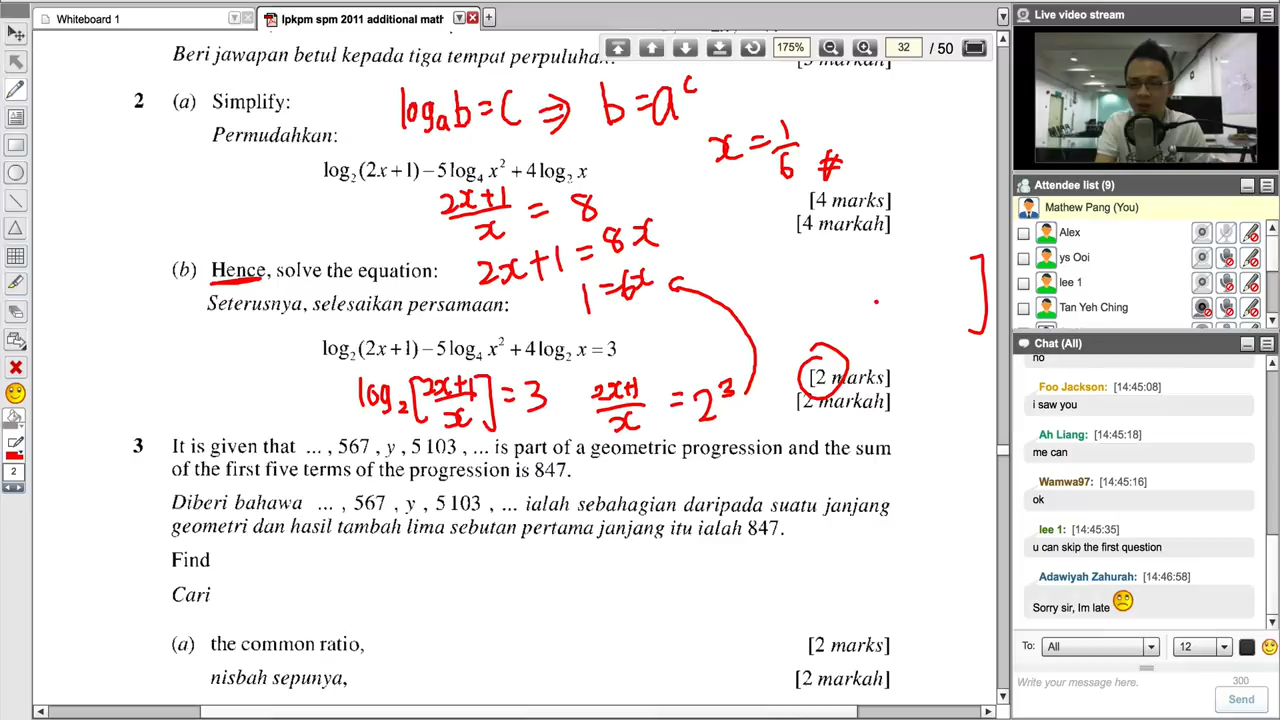 Whiteboard 1
lpkpm spm 2011 additional math
Live video stream
175%
32 / 50
Beri jawapan betul kepada tiga tempat perpuluha
2 (a) Simplify:
Permudahkan:
log_a b = c ⇒ b = a^c
x = 1/6 #
log₂(2x+1) − 5 log₄ x² + 4 log₂ x
[4 marks]
[4 markah]
(2x+1)/x = 8
2x+1 = 8x
1 = 6x
(b) Hence, solve the equation:
Seterusnya, selesaikan persamaan:
log₂(2x+1) − 5 log₄ x² + 4 log₂ x = 3
[2 marks]
[2 markah]
log₂[(2x+1)/x] = 3 (2x+1)/x = 2³
3 It is given that ... , 567 , y , 5 103 , ... is part of a geometric progression and the sum
of the first five terms of the progression is 847.
Diberi bahawa ... , 567 , y , 5 103 , ... ialah sebahagian daripada suatu janjang
geometri dan hasil tambah lima sebutan pertama janjang itu ialah 847.
Find
Cari
(a) the common ratio, [2 marks]
nisbah sepunya, [2 markah]
2
Attendee list (9)
Mathew Pang (You)
Alex
ys Ooi
lee 1
Tan Yeh Ching
Chat (All)
no
Foo Jackson: [14:45:08]
i saw you
Ah Liang: [14:45:18]
me can
Wamwa97: [14:45:16]
ok
lee 1: [14:45:35]
u can skip the first question
Adawiyah Zahurah: [14:46:58]
Sorry sir, Im late
To: All 12
Write your message here. 300
Send